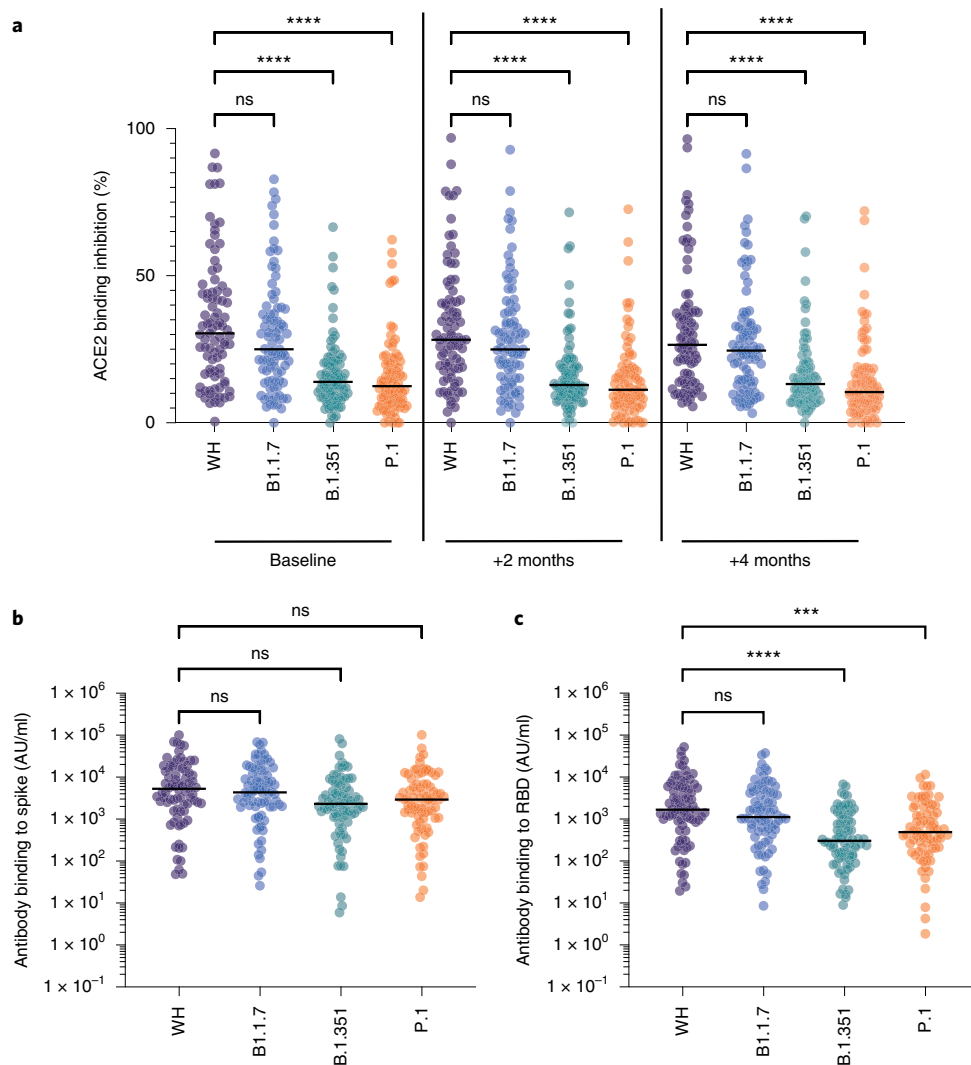 a
**** **** ****
**** **** ****
ns ns ns
ACE2 binding inhibition (%)
100
50
0
WH B1.1.7 B.1.351 P.1 WH B1.1.7 B.1.351 P.1 WH B1.1.7 B.1.351 P.1
Baseline +2 months +4 months
b
ns
ns
ns
Antibody binding to spike (AU/ml)
1 × 10⁶
1 × 10⁵
1 × 10⁴
1 × 10³
1 × 10²
1 × 10¹
1 × 10⁰
1 × 10⁻¹
WH B1.1.7 B.1.351 P.1
c
***
****
ns
Antibody binding to RBD (AU/ml)
1 × 10⁶
1 × 10⁵
1 × 10⁴
1 × 10³
1 × 10²
1 × 10¹
1 × 10⁰
1 × 10⁻¹
WH B1.1.7 B.1.351 P.1